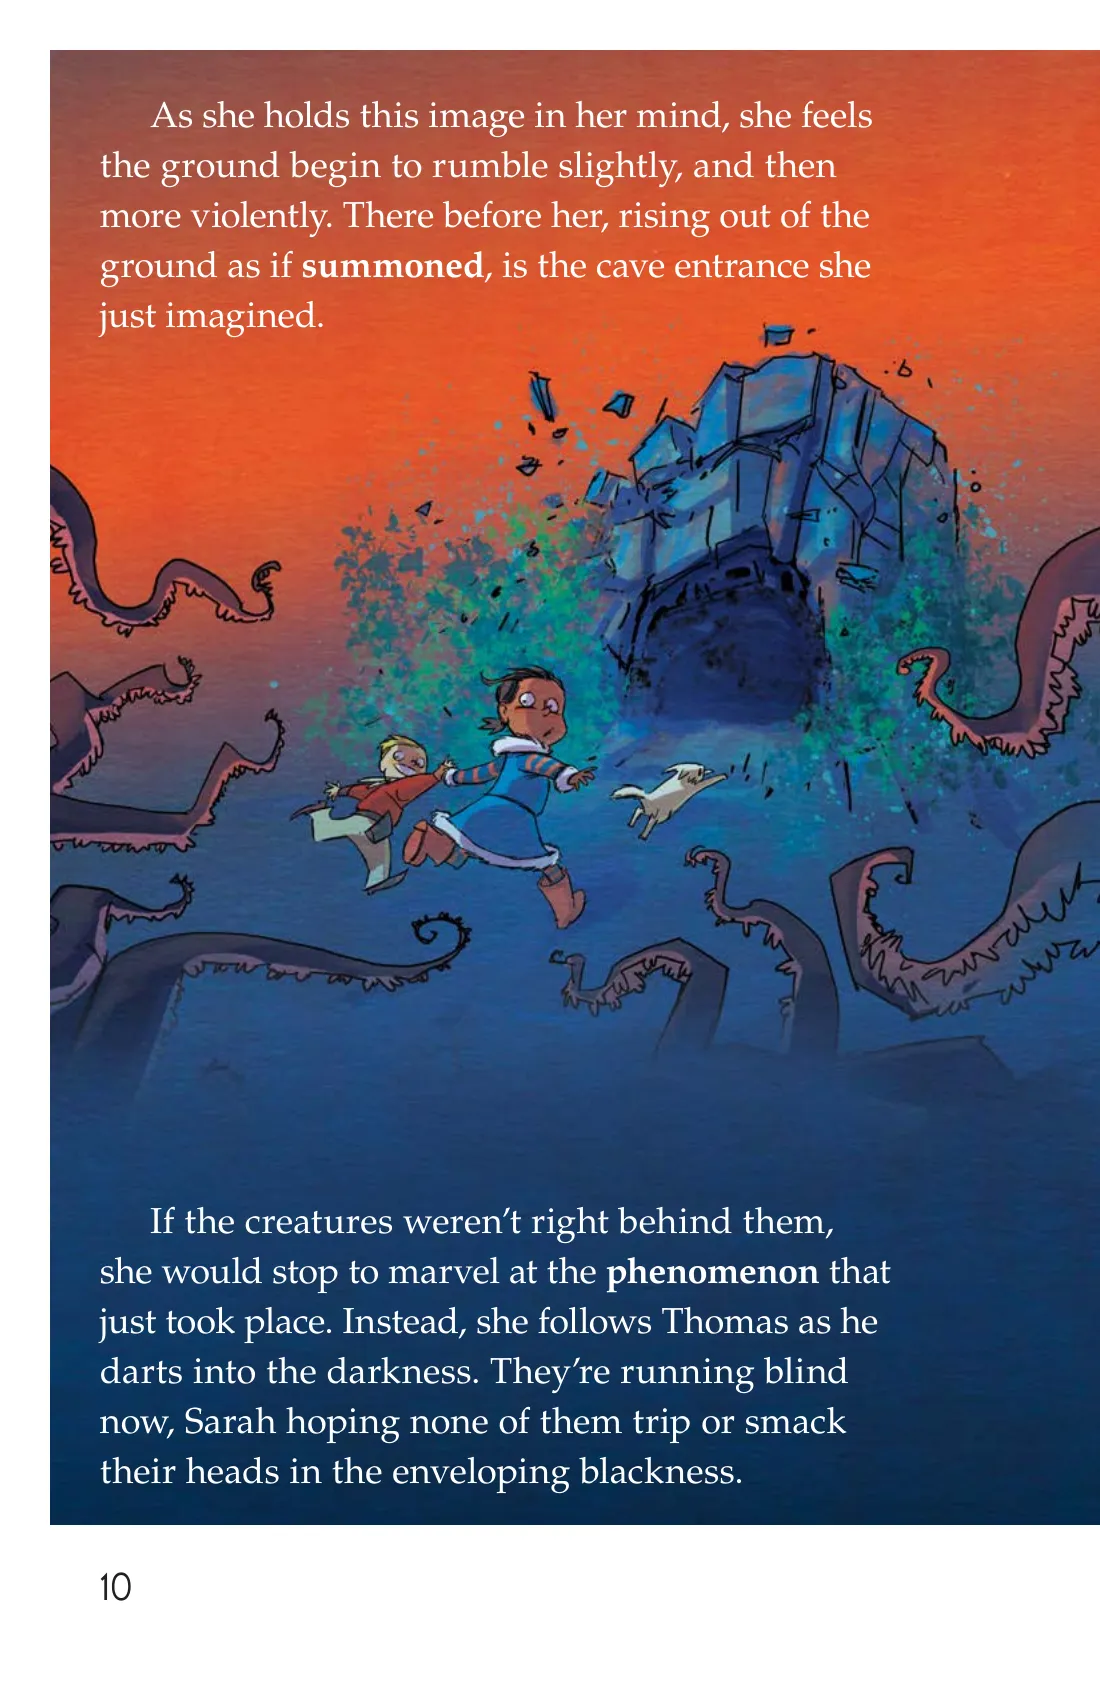 As she holds this image in her mind, she feels
the ground begin to rumble slightly, and then
more violently. There before her, rising out of the
ground as if summoned, is the cave entrance she
just imagined.
If the creatures weren’t right behind them,
she would stop to marvel at the phenomenon that
just took place. Instead, she follows Thomas as he
darts into the darkness. They’re running blind
now, Sarah hoping none of them trip or smack
their heads in the enveloping blackness.
10